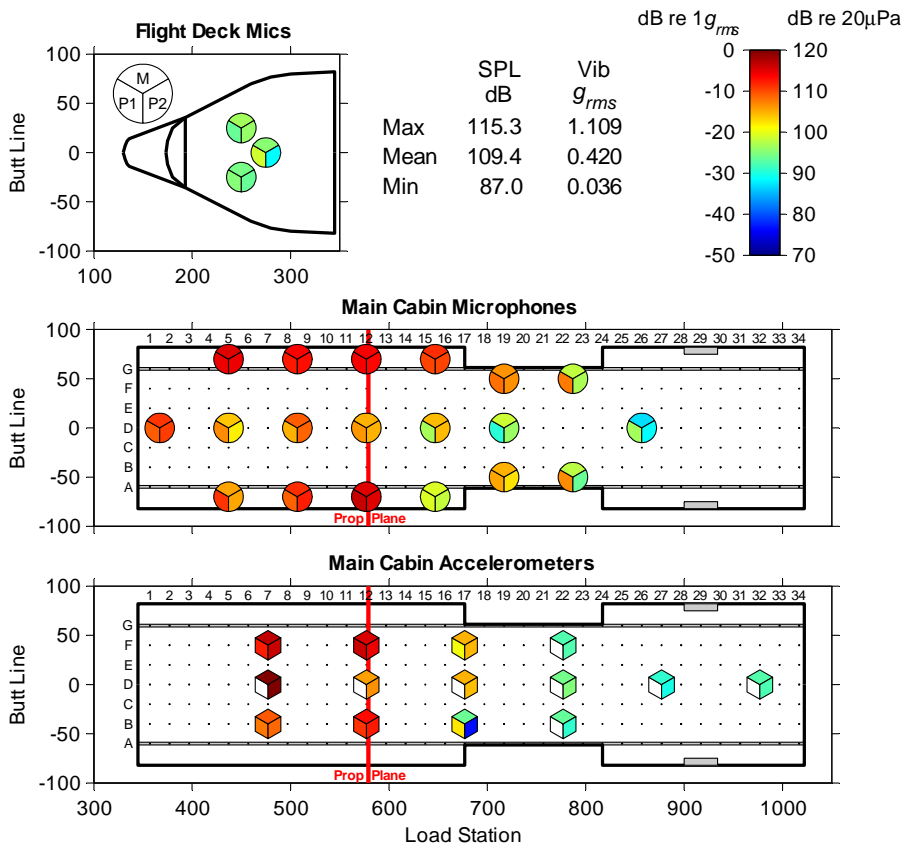 Flight Deck Mics
100
50
0
-50
-100
Butt Line
M
P1 P2
100 200 300
SPL Vib
dB g_rms
Max 115.3 1.109
Mean 109.4 0.420
Min 87.0 0.036
dB re 1g_rms dB re 20μPa
0 120
-10 110
-20 100
-30 90
-40 80
-50 70
Main Cabin Microphones
100
50
0
-50
-100
Butt Line
1 2 3 4 5 6 7 8 9 10 11 12 13 14 15 16 17 18 19 20 21 22 23 24 25 26 27 28 29 30 31 32 33 34
G
F
E
D
C
B
A
Prop Plane
Main Cabin Accelerometers
100
50
0
-50
-100
Butt Line
1 2 3 4 5 6 7 8 9 10 11 12 13 14 15 16 17 18 19 20 21 22 23 24 25 26 27 28 29 30 31 32 33 34
G
F
E
D
C
B
A
Prop Plane
300 400 500 600 700 800 900 1000
Load Station